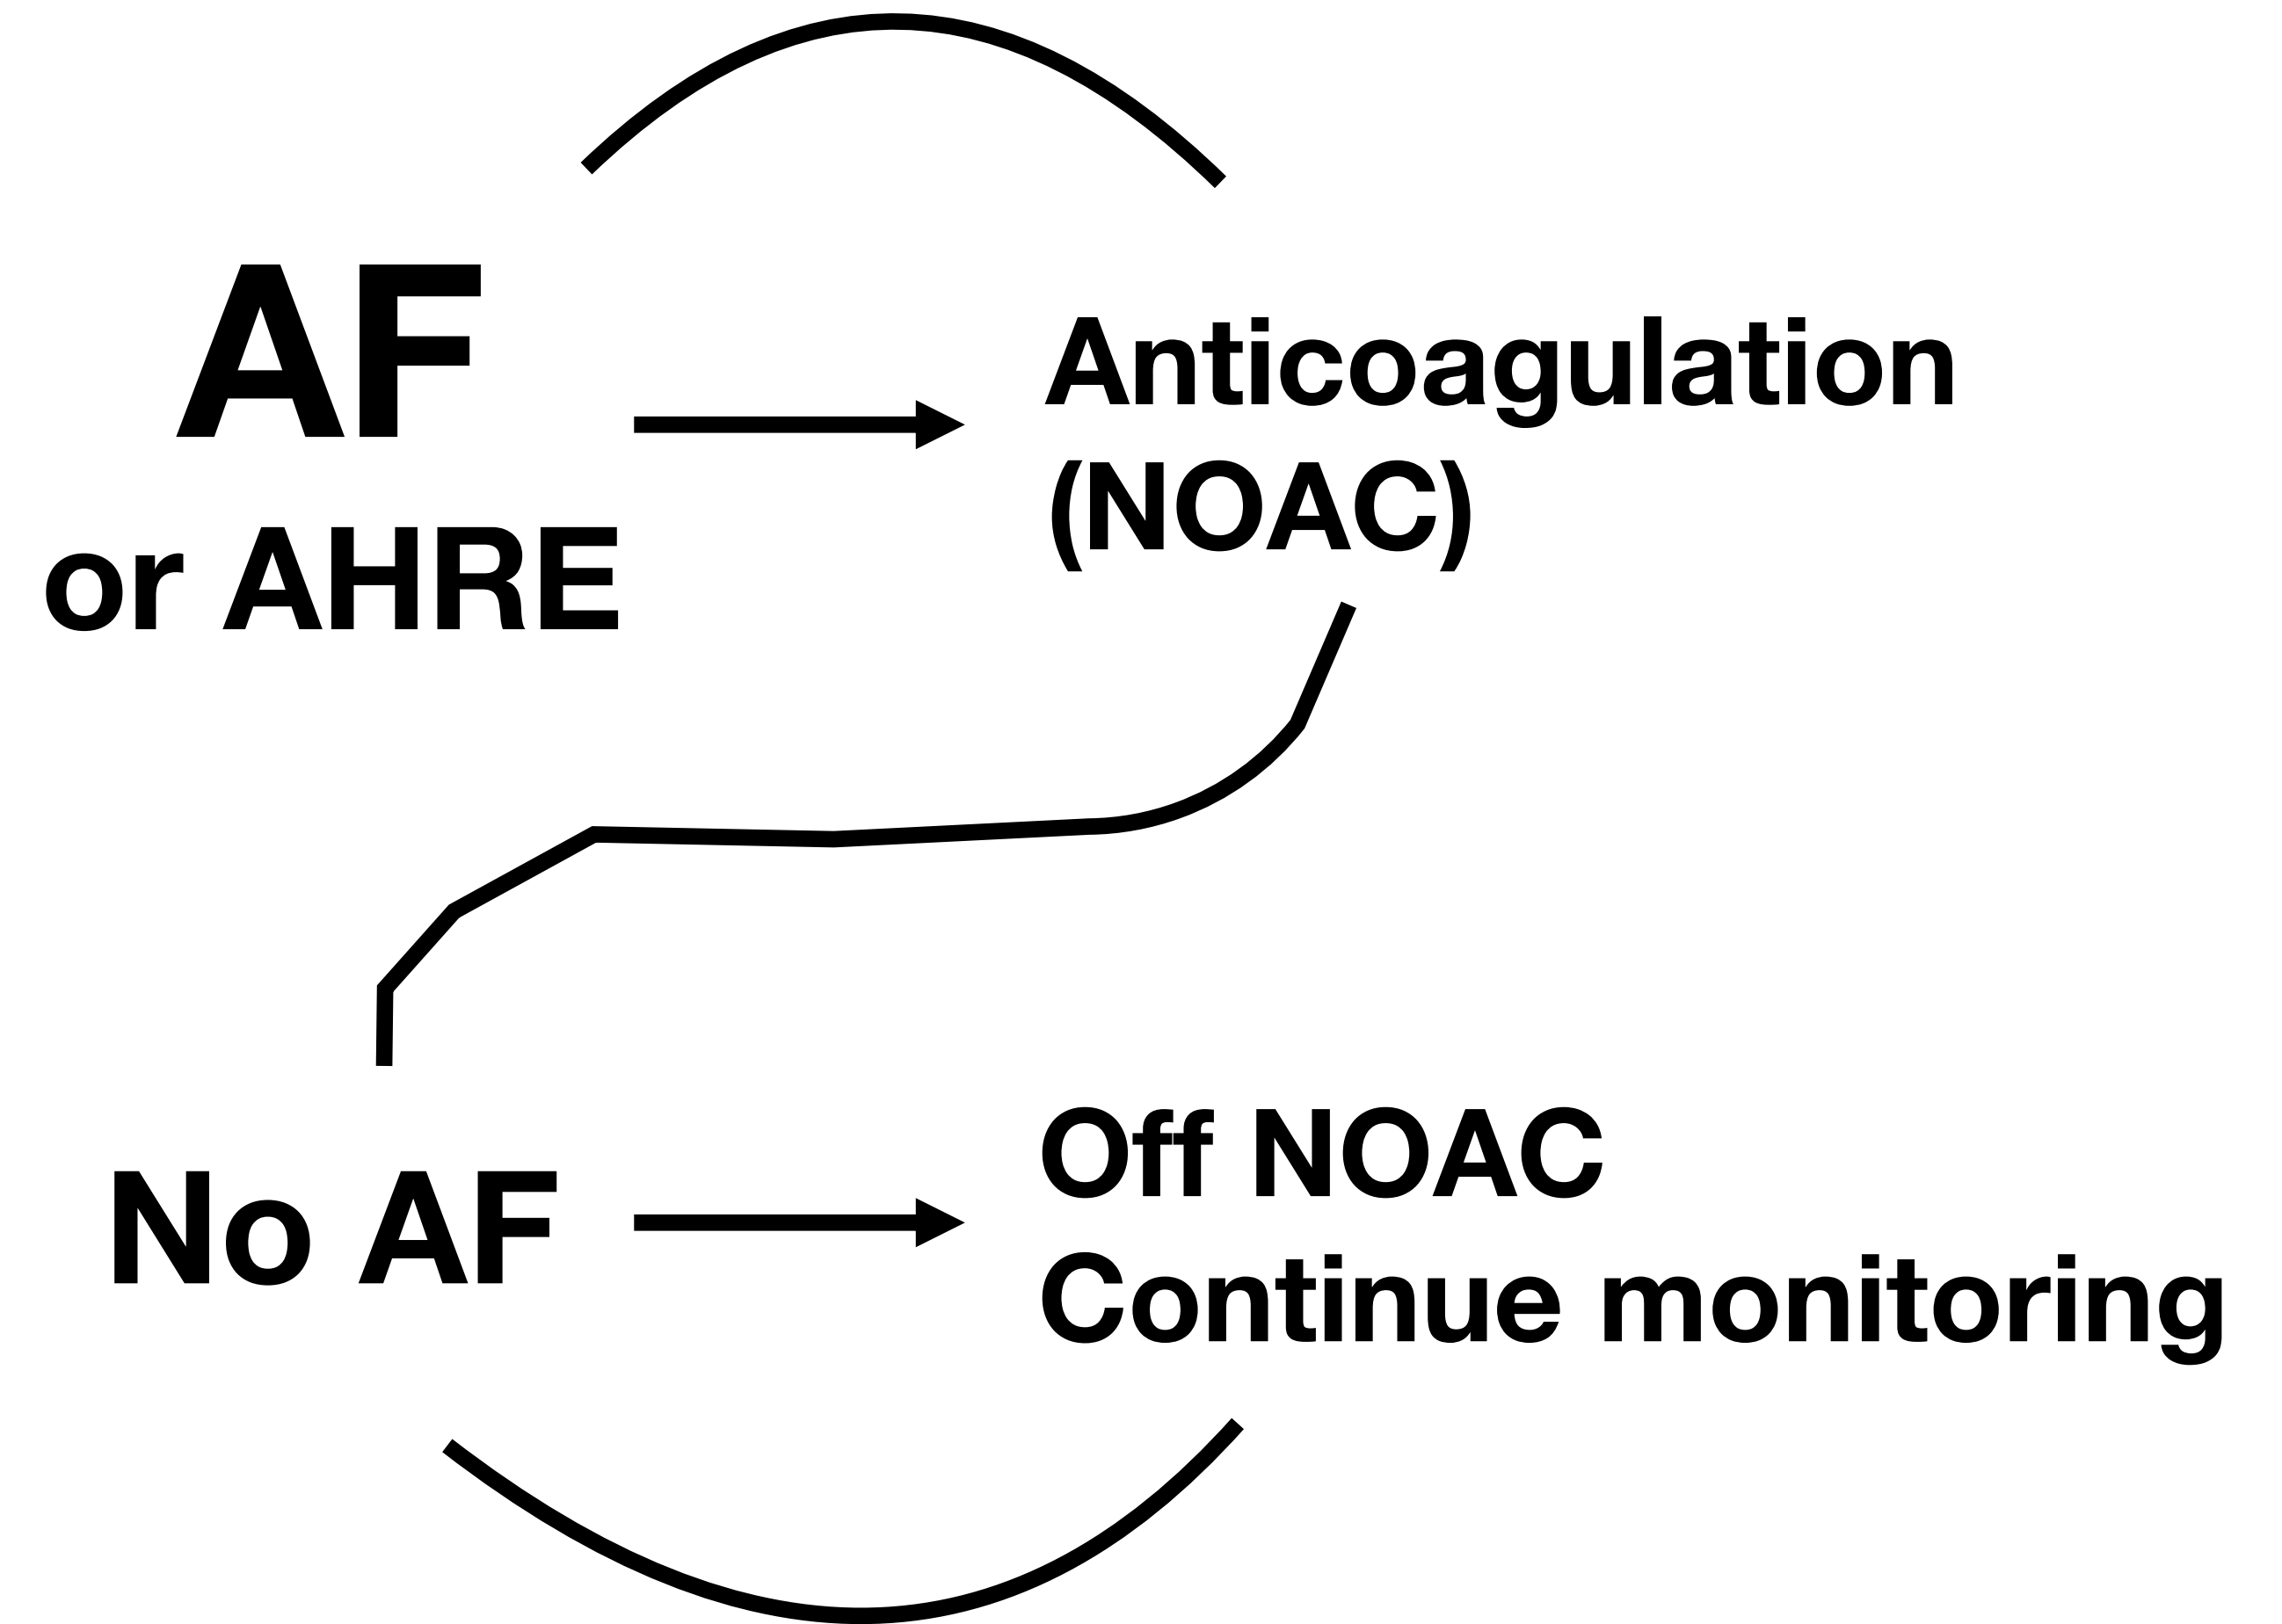 AF
or AHRE
Anticoagulation
(NOAC)
No AF
Off NOAC
Continue monitoring